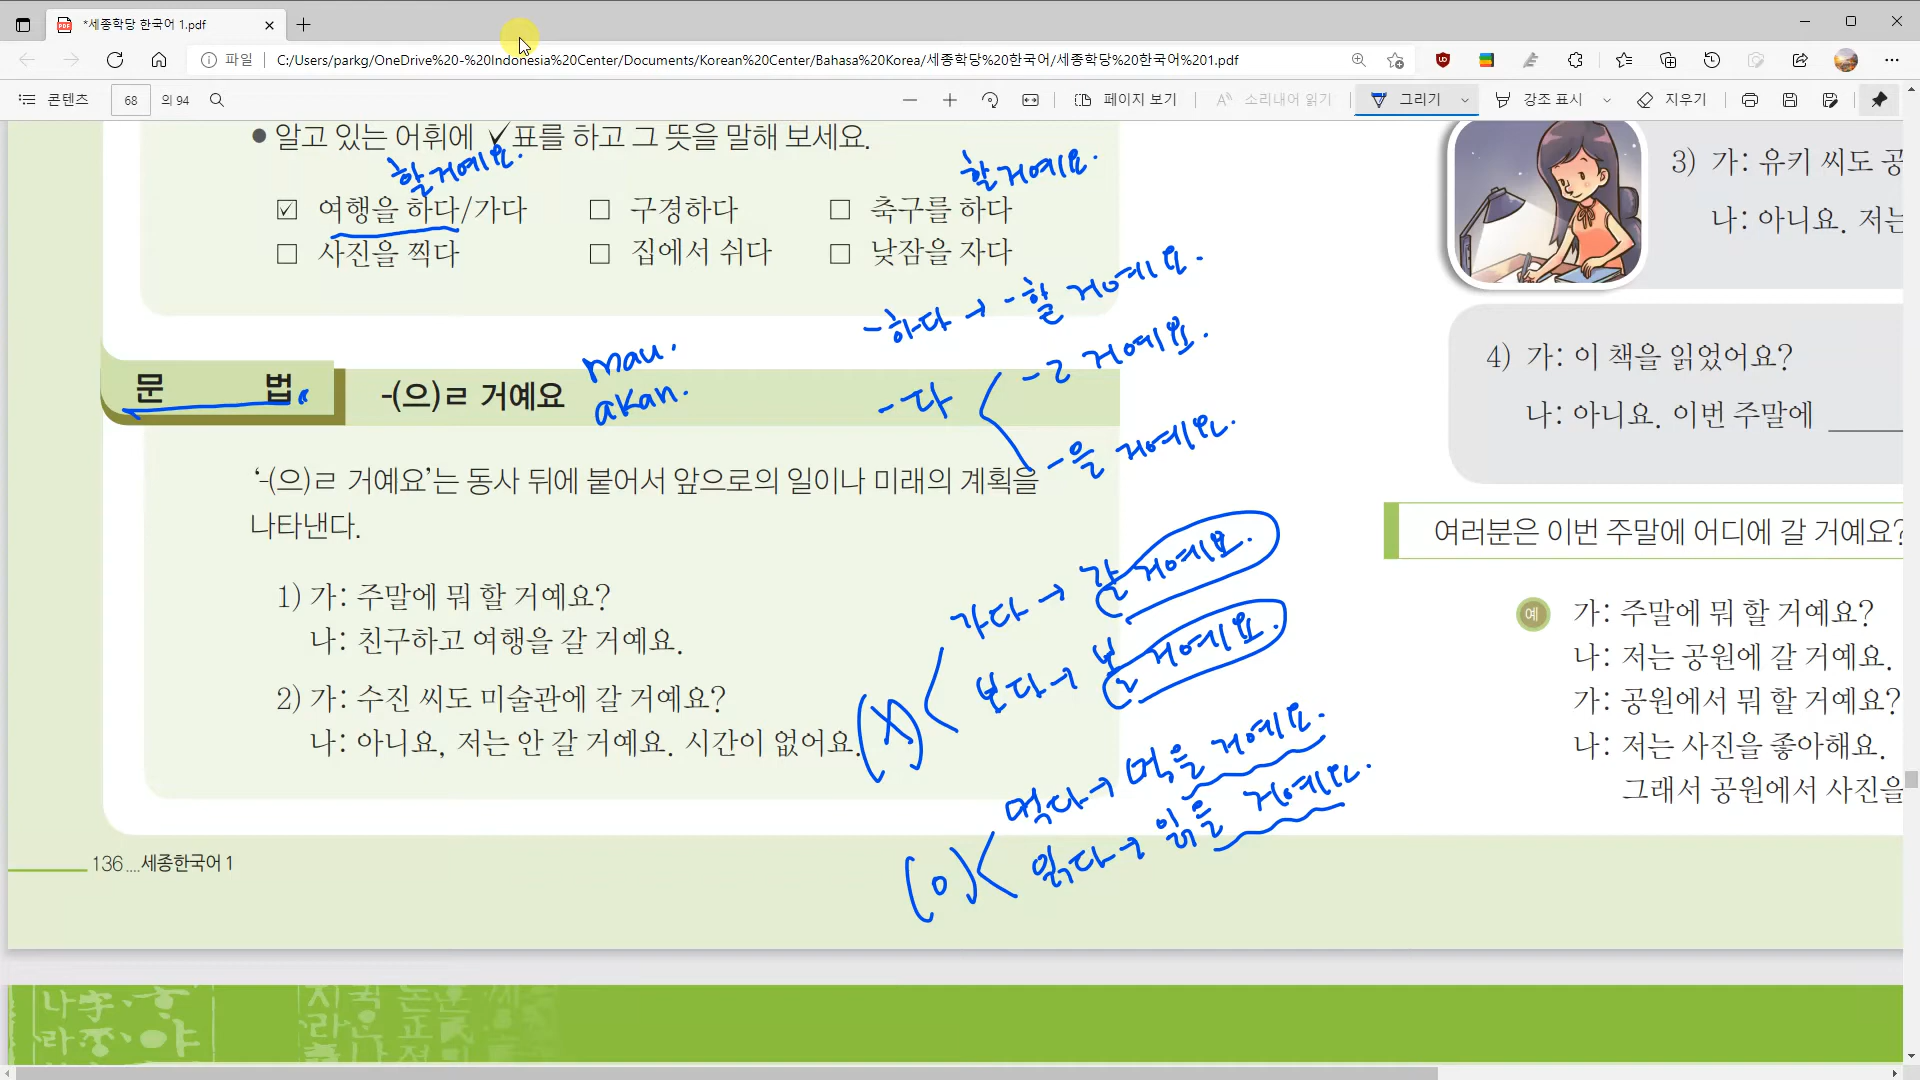 *세종학당 한국어 1.pdf
파일
C:/Users/parkg/OneDrive%20-%20Indonesia%20Center/Documents/Korean%20Center/Bahasa%20Korea/세종학당%20한국어/세종학당%20한국어%201.pdf
콘텐츠 68 의 94 페이지 보기 소리내어 읽기 그리기 강조 표시 지우기
● 알고 있는 어휘에 ✓표를 하고 그 뜻을 말해 보세요.
할거예요. 할거예요.
☑ 여행을 하다/가다 □ 구경하다 □ 축구를 하다
□ 사진을 찍다 □ 집에서 쉬다 □ 낮잠을 자다
-하다 → -할 거예요.
mau.
akan.
-다
-ㄹ 거예요.
-을 거예요.
문 법 -(으)ㄹ 거예요
‘-(으)ㄹ 거예요’는 동사 뒤에 붙어서 앞으로의 일이나 미래의 계획을
나타낸다.
1) 가: 주말에 뭐 할 거예요?
나: 친구하고 여행을 갈 거예요.
2) 가: 수진 씨도 미술관에 갈 거예요?
나: 아니요, 저는 안 갈 거예요. 시간이 없어요.
(X)
가다 → 갈 거예요.
보다 → 볼 거예요.
(O)
먹다 → 먹을 거예요.
읽다 → 읽을 거예요.
136....세종한국어 1
3) 가: 유키 씨도 공
나: 아니요. 저는
4) 가: 이 책을 읽었어요?
나: 아니요. 이번 주말에
여러분은 이번 주말에 어디에 갈 거예요?
예 가: 주말에 뭐 할 거예요?
나: 저는 공원에 갈 거예요.
가: 공원에서 뭐 할 거예요?
나: 저는 사진을 좋아해요.
그래서 공원에서 사진을